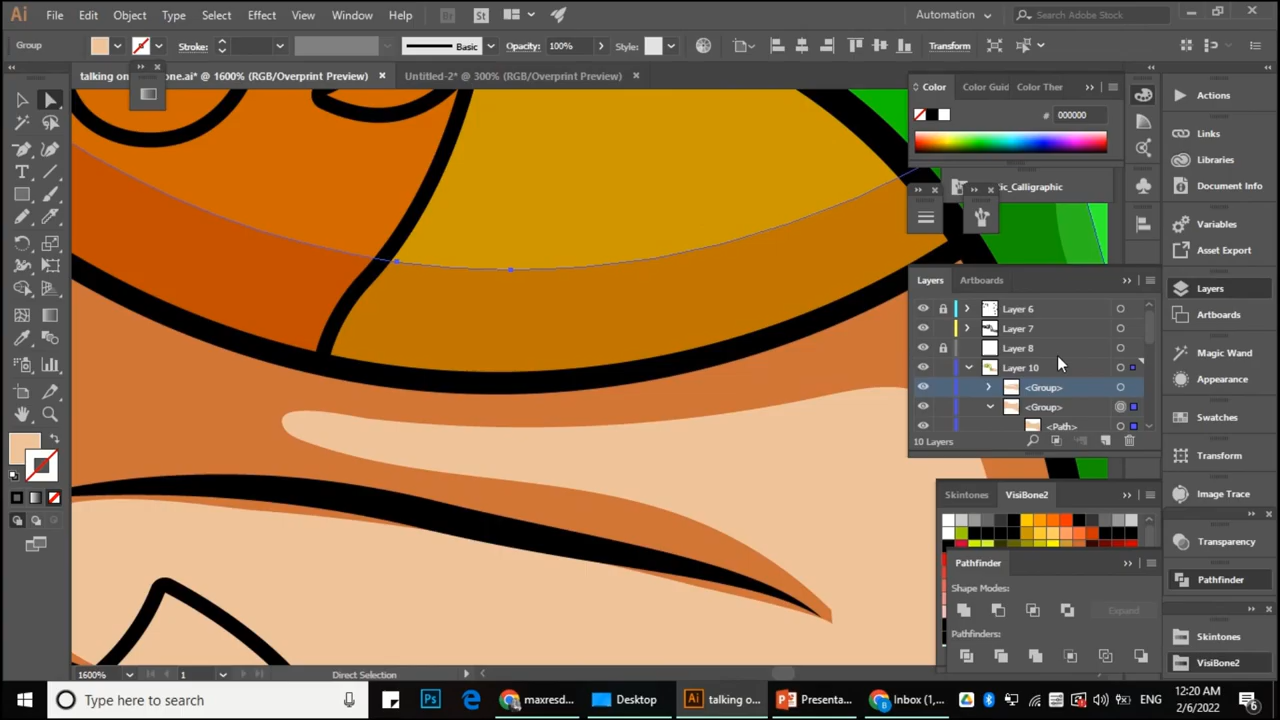 Ai File Edit Object Type Select Effect View Window Help Br St Automation Search Adobe Stock
Group Stroke: Basic Opacity: 100% Style: Transform
talking on one.ai* @ 1600% (RGB/Overprint Preview) Untitled-2* @ 300% (RGB/Overprint Preview)
Color Color Guid Color Ther
# 000000
ic_Calligraphic
Layers Artboards
Layer 6
Layer 7
Layer 8
Layer 10
<Group>
<Group>
<Path>
10 Layers
Skintones VisiBone2
Pathfinder
Shape Modes:
Expand
Pathfinders:
Actions
Links
Libraries
Document Info
Variables
Asset Export
Layers
Artboards
Magic Wand
Appearance
Swatches
Transform
Image Trace
Transparency
Pathfinder
Skintones
VisiBone2
1600% 1 Direct Selection
Type here to search Ps maxresd... Desktop Ai talking o... Presenta... Inbox (1,... ENG 12:20 AM
2/6/2022